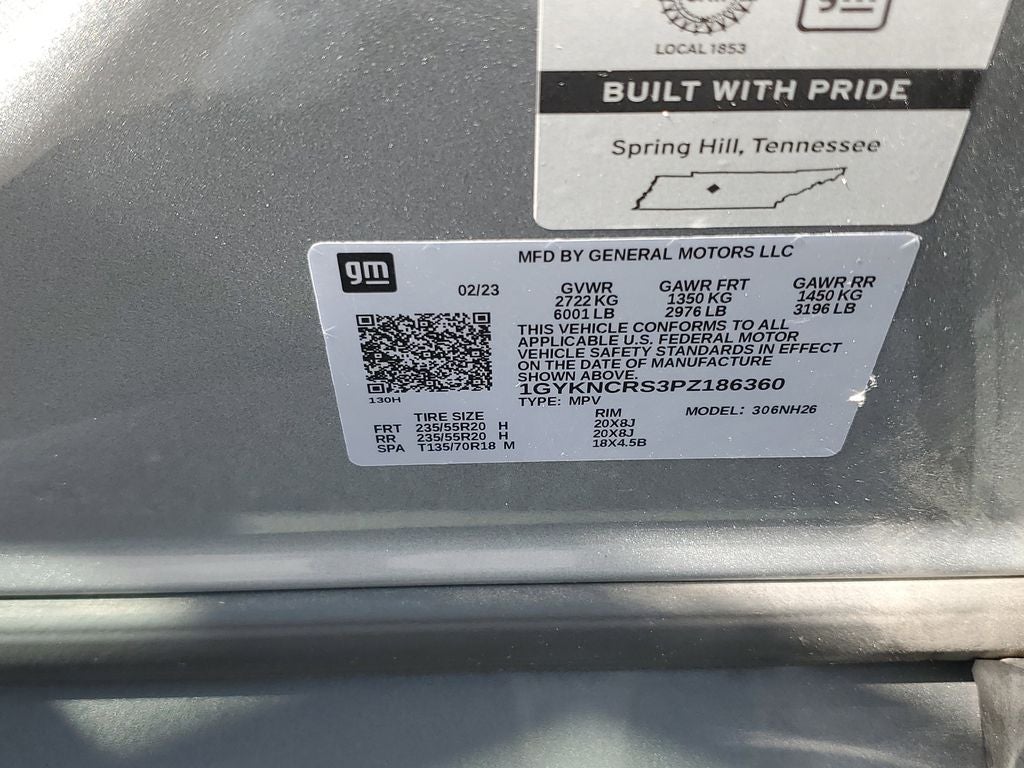 gm
LOCAL 1853
BUILT WITH PRIDE
Spring Hill, Tennessee
gm
MFD BY GENERAL MOTORS LLC
02/23
GVWR GAWR FRT GAWR RR
2722 KG 1350 KG 1450 KG
6001 LB 2976 LB 3196 LB
THIS VEHICLE CONFORMS TO ALL
APPLICABLE U.S. FEDERAL MOTOR
VEHICLE SAFETY STANDARDS IN EFFECT
ON THE DATE OF MANUFACTURE
SHOWN ABOVE.
1GYKNCRS3PZ186360
130H
TYPE: MPV MODEL: 306NH26
TIRE SIZE RIM
FRT 235/55R20 H 20X8J
RR 235/55R20 H 20X8J
SPA T135/70R18 M 18X4.5B